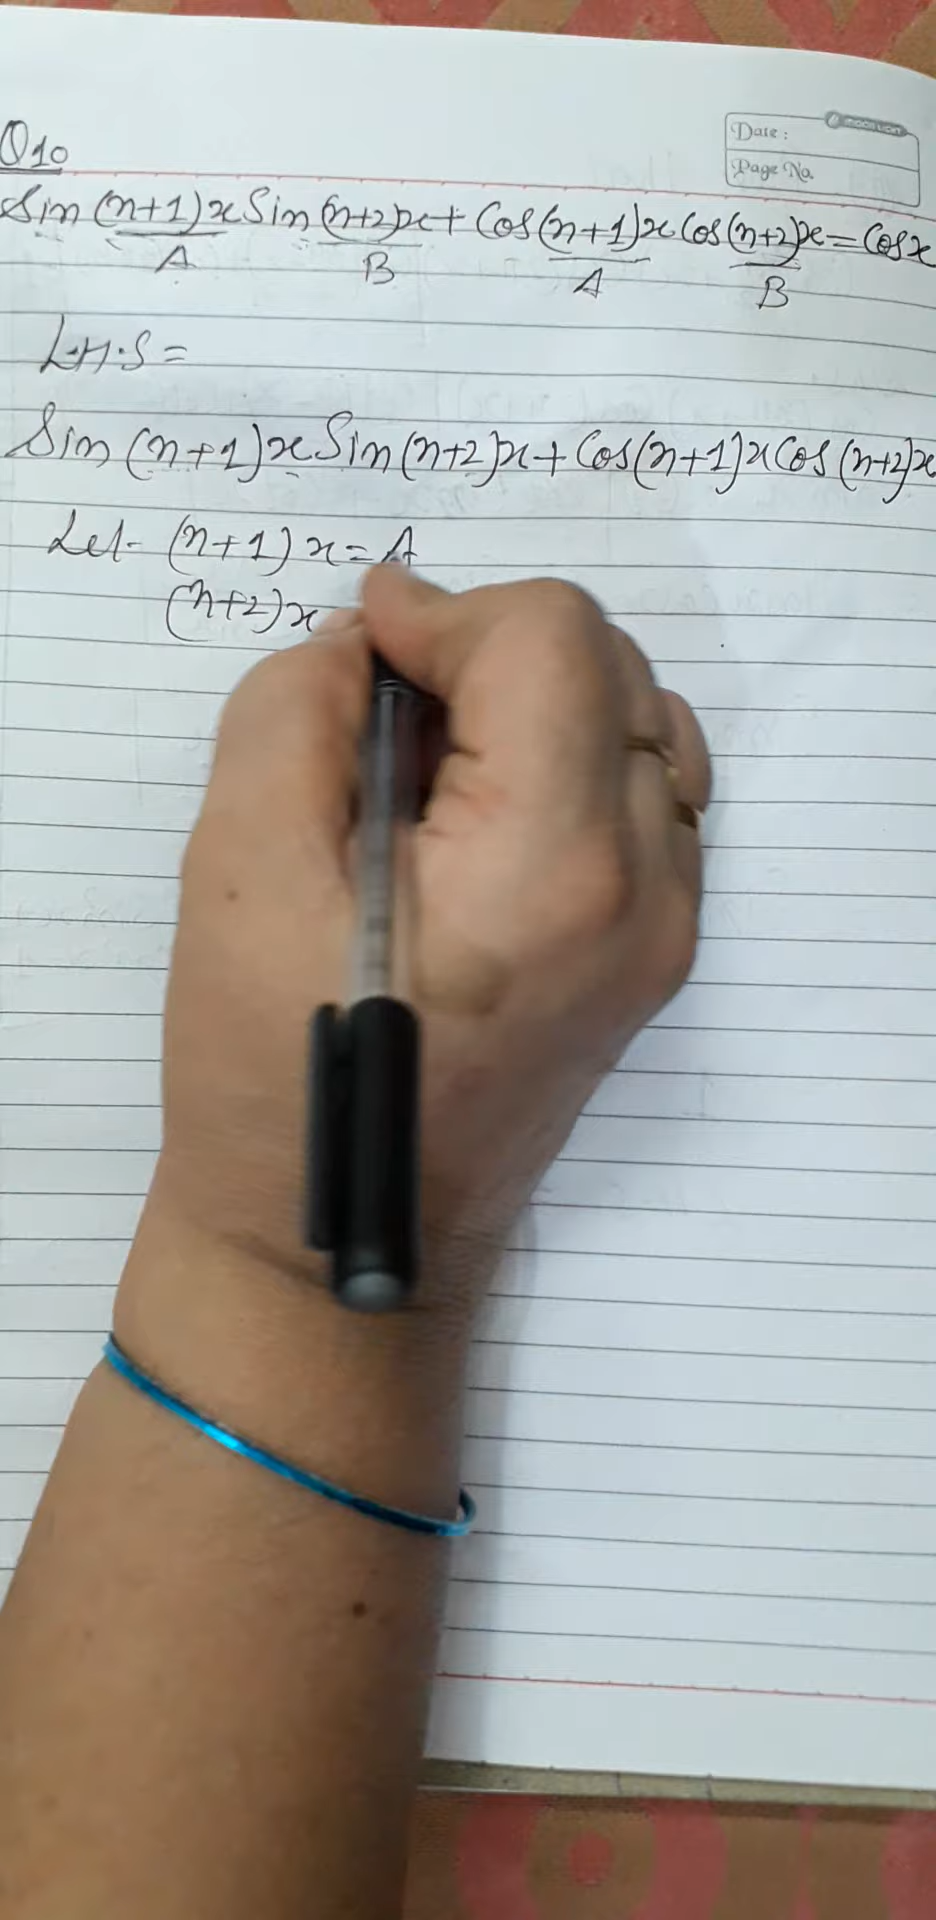 Date :
Page No.
Q10
Sin (n+1)x Sin (n+2)x + Cos(n+1)x Cos(n+2)x = Cosx
A B A B
L.H.S =
Sin (n+1)x Sin (n+2)x + Cos(n+1)x Cos (n+2)x
Let (n+1)x = A
(n+2)x